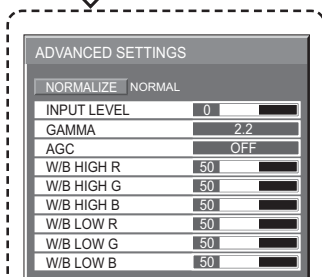 ADVANCED SETTINGS
NORMALIZE NORMAL
INPUT LEVEL 0
GAMMA 2.2
AGC OFF
W/B HIGH R 50
W/B HIGH G 50
W/B HIGH B 50
W/B LOW R 50
W/B LOW G 50
W/B LOW B 50